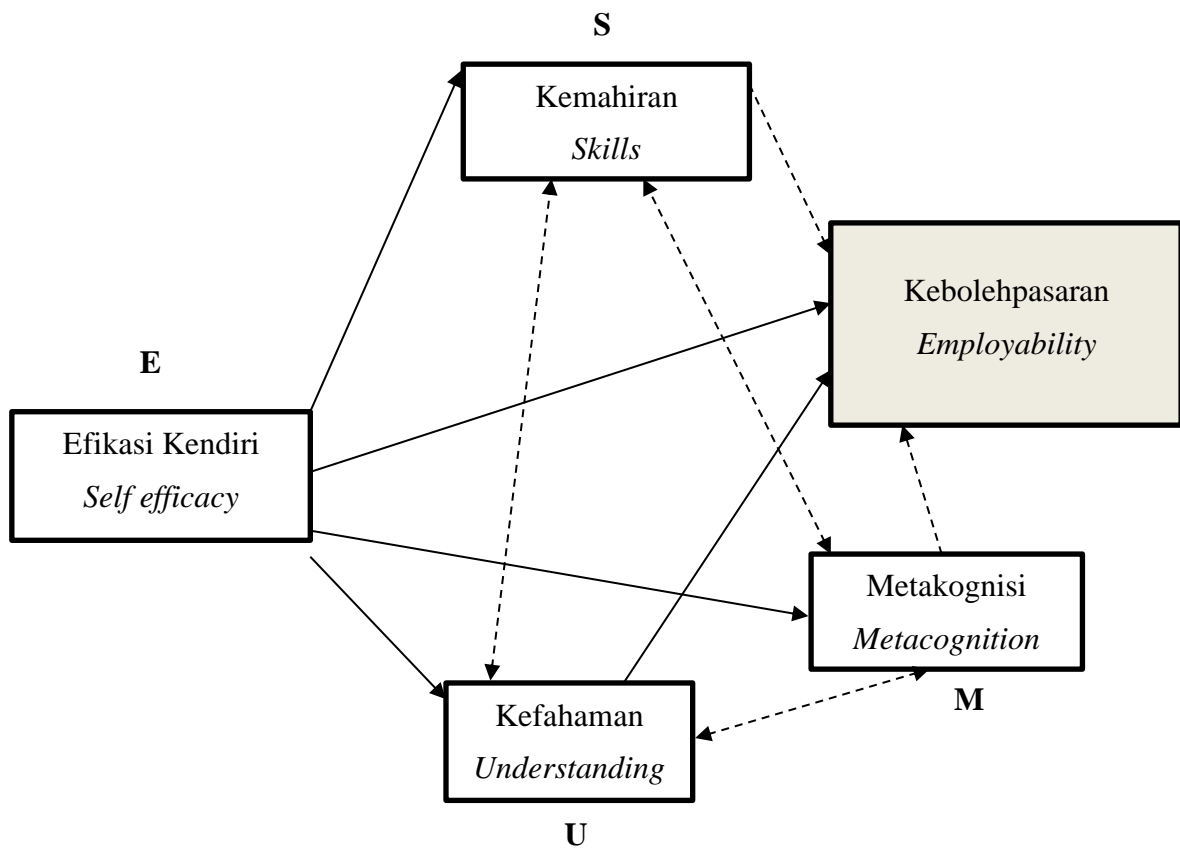 S
Kemahiran
Skills
Kebolehpasaran
Employability
E
Efikasi Kendiri
Self efficacy
Metakognisi
Metacognition
M
Kefahaman
Understanding
U